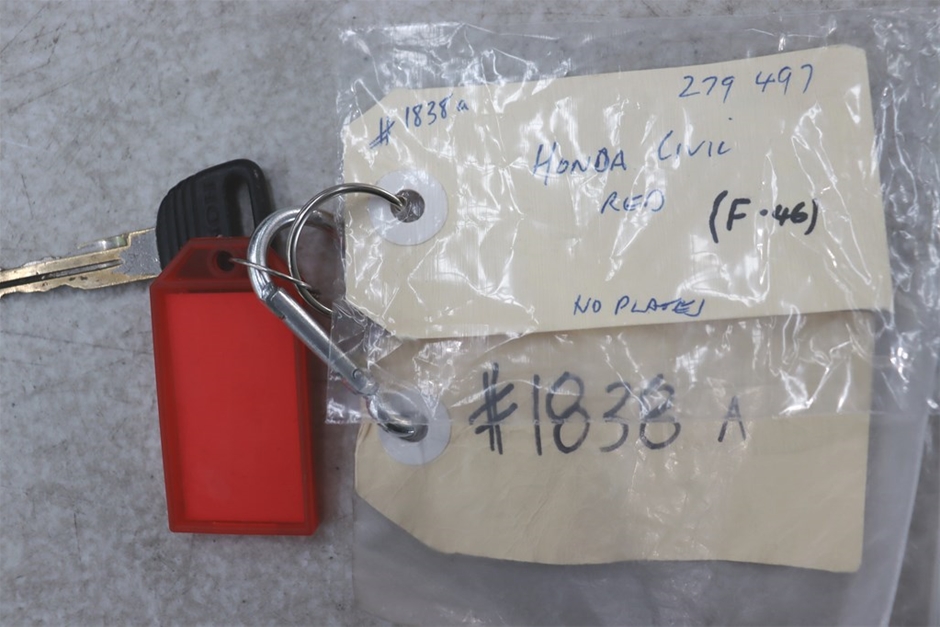 279 497
#1838a
HONDA CIVIC
RED
(F-46)
NO PLATES
#1838 A